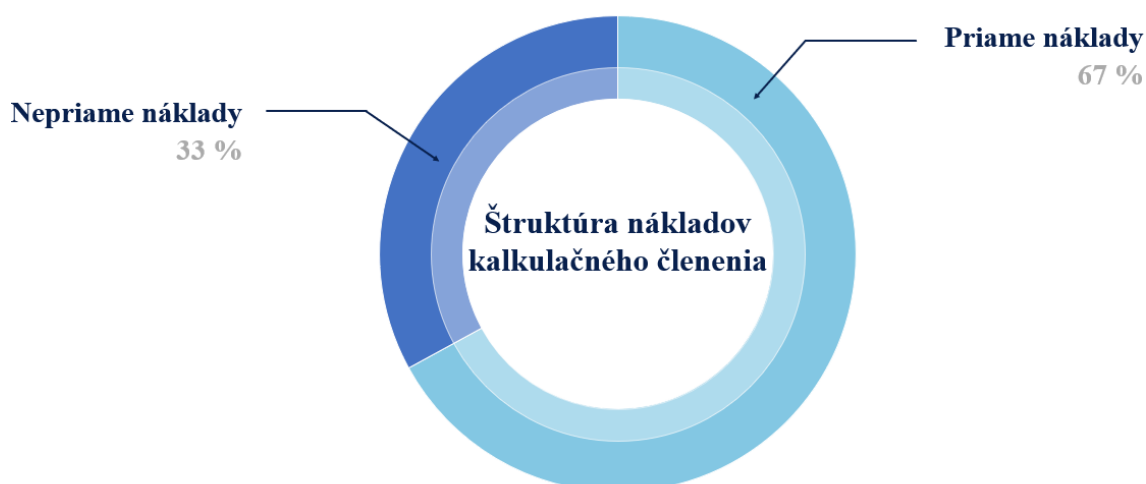 Priame náklady
67 %
Nepriame náklady
33 %
Štruktúra nákladov
kalkulačného členenia